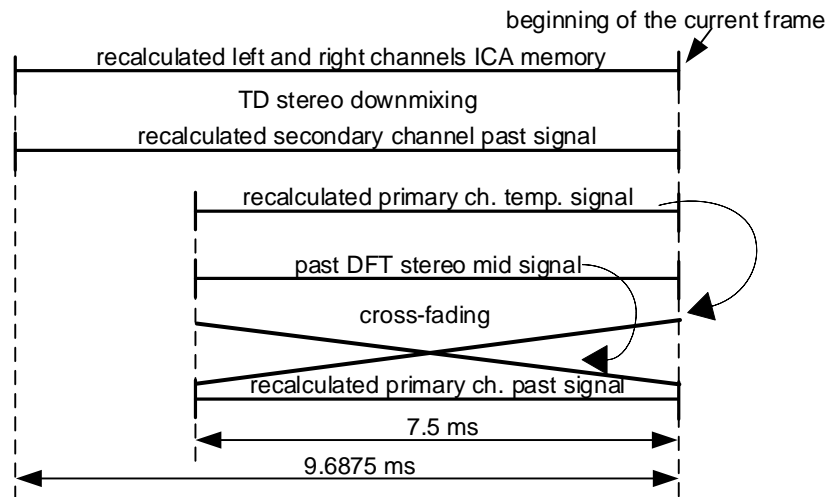 beginning of the current frame
recalculated left and right channels ICA memory
TD stereo downmixing
recalculated secondary channel past signal
recalculated primary ch. temp. signal
past DFT stereo mid signal
cross-fading
recalculated primary ch. past signal
7.5 ms
9.6875 ms